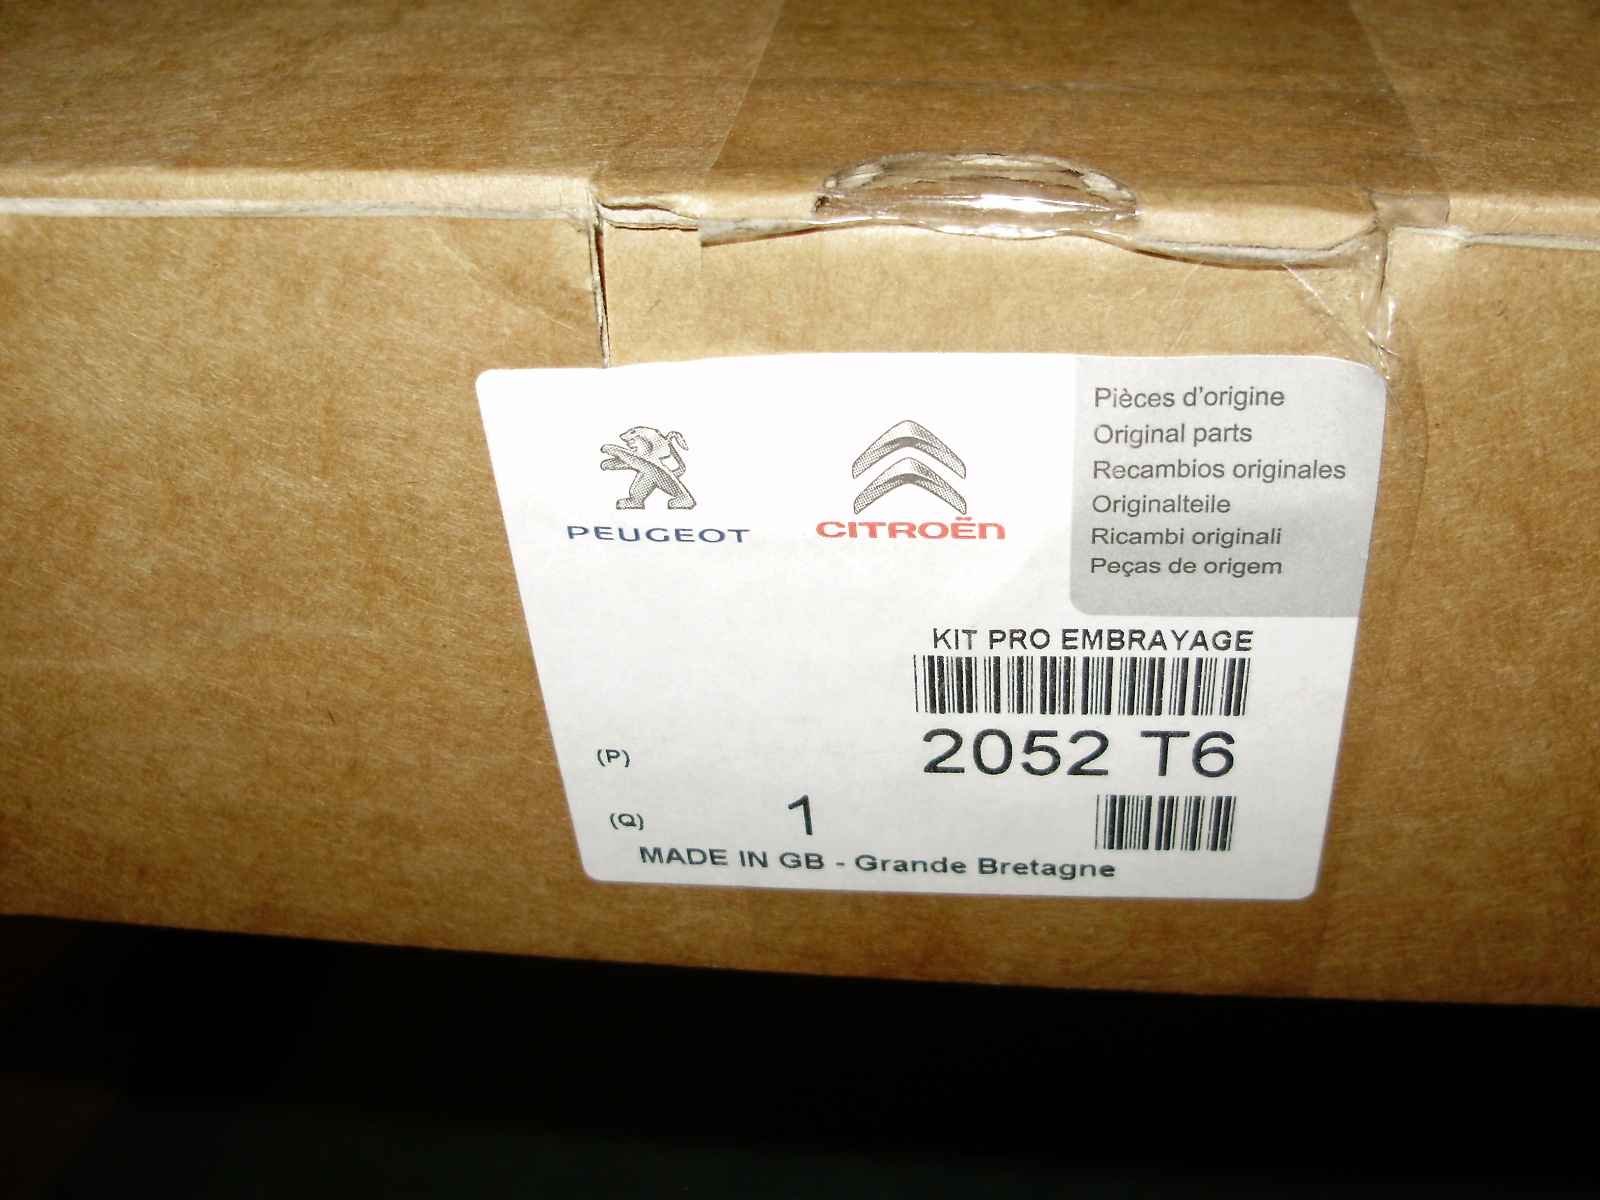 PEUGEOT
CITROËN
Pièces d'origine
Original parts
Recambios originales
Originalteile
Ricambi originali
Peças de origem
KIT PRO EMBRAYAGE
(P) 2052 T6
(Q) 1
MADE IN GB - Grande Bretagne